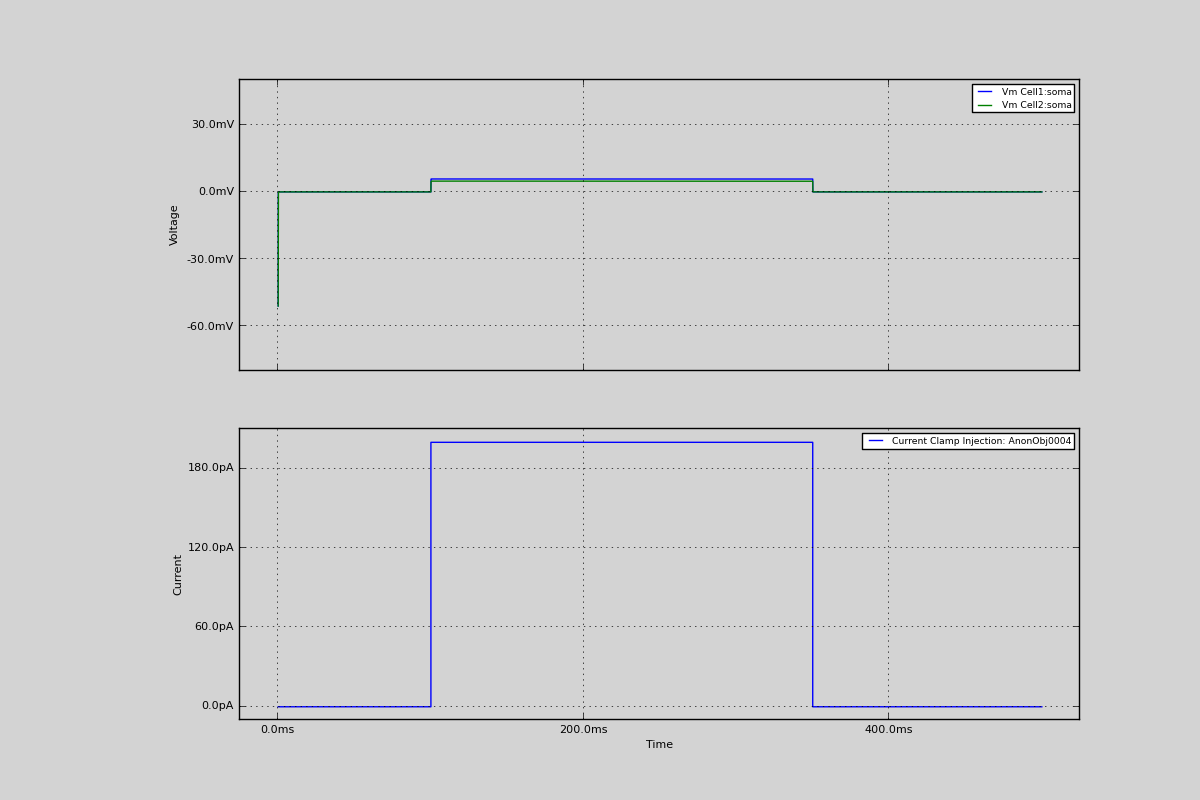 Vm Cell1:soma
Vm Cell2:soma
30.0mV
0.0mV
-30.0mV
-60.0mV
Voltage
Current Clamp Injection: AnonObj0004
180.0pA
120.0pA
60.0pA
0.0pA
Current
0.0ms 200.0ms 400.0ms
Time